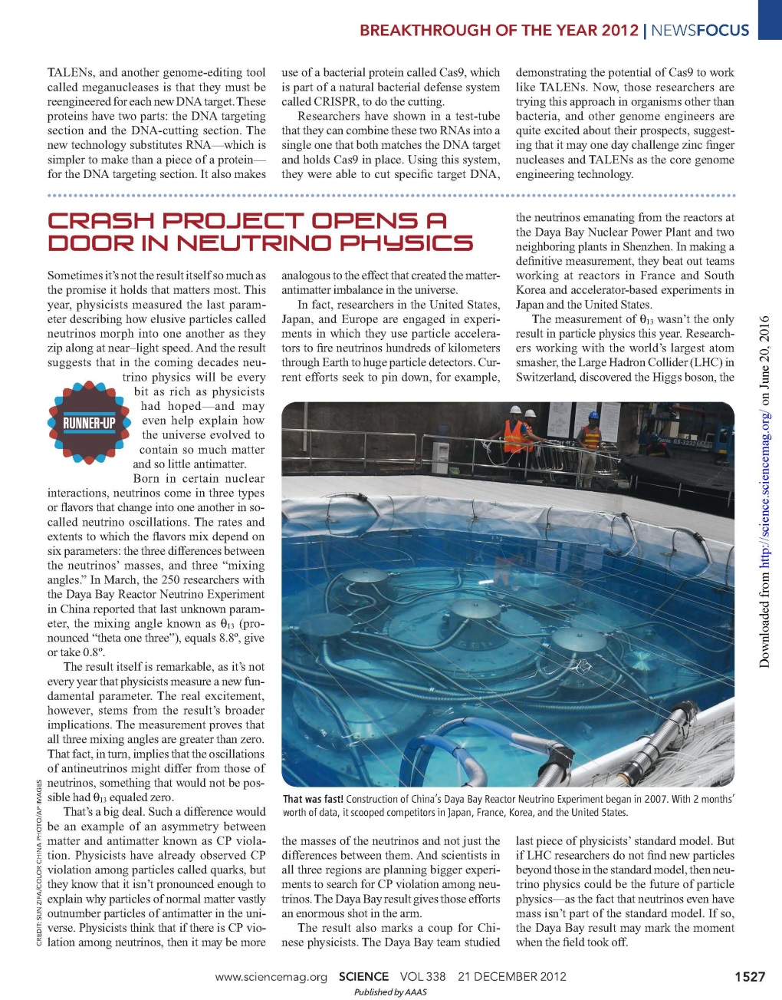 BREAKTHROUGH OF THE YEAR 2012 | NEWSFOCUS
TALENs, and another genome-editing tool
called meganucleases is that they must be
reengineered for each new DNA target. These
proteins have two parts: the DNA targeting
section and the DNA-cutting section. The
new technology substitutes RNA—which is
simpler to make than a piece of a protein—
for the DNA targeting section. It also makes
use of a bacterial protein called Cas9, which
is part of a natural bacterial defense system
called CRISPR, to do the cutting.
Researchers have shown in a test-tube
that they can combine these two RNAs into a
single one that both matches the DNA target
and holds Cas9 in place. Using this system,
they were able to cut specific target DNA,
demonstrating the potential of Cas9 to work
like TALENs. Now, those researchers are
trying this approach in organisms other than
bacteria, and other genome engineers are
quite excited about their prospects, suggest-
ing that it may one day challenge zinc finger
nucleases and TALENs as the core genome
engineering technology.
CRASH PROJECT OPENS A
DOOR IN NEUTRINO PHYSICS
Sometimes it's not the result itself so much as
the promise it holds that matters most. This
year, physicists measured the last param-
eter describing how elusive particles called
neutrinos morph into one another as they
zip along at near–light speed. And the result
suggests that in the coming decades neu-
trino physics will be every
bit as rich as physicists
had hoped—and may
even help explain how
the universe evolved to
contain so much matter
and so little antimatter.
RUNNER-UP
Born in certain nuclear
interactions, neutrinos come in three types
or flavors that change into one another in so-
called neutrino oscillations. The rates and
extents to which the flavors mix depend on
six parameters: the three differences between
the neutrinos' masses, and three “mixing
angles.” In March, the 250 researchers with
the Daya Bay Reactor Neutrino Experiment
in China reported that last unknown param-
eter, the mixing angle known as θ13 (pro-
nounced “theta one three”), equals 8.8º, give
or take 0.8º.
The result itself is remarkable, as it's not
every year that physicists measure a new fun-
damental parameter. The real excitement,
however, stems from the result's broader
implications. The measurement proves that
all three mixing angles are greater than zero.
That fact, in turn, implies that the oscillations
of antineutrinos might differ from those of
neutrinos, something that would not be pos-
sible had θ13 equaled zero.
That's a big deal. Such a difference would
be an example of an asymmetry between
matter and antimatter known as CP viola-
tion. Physicists have already observed CP
violation among particles called quarks, but
they know that it isn't pronounced enough to
explain why particles of normal matter vastly
outnumber particles of antimatter in the uni-
verse. Physicists think that if there is CP vio-
lation among neutrinos, then it may be more
analogous to the effect that created the matter-
antimatter imbalance in the universe.
In fact, researchers in the United States,
Japan, and Europe are engaged in experi-
ments in which they use particle accelera-
tors to fire neutrinos hundreds of kilometers
through Earth to huge particle detectors. Cur-
rent efforts seek to pin down, for example,
That was fast! Construction of China's Daya Bay Reactor Neutrino Experiment began in 2007. With 2 months'
worth of data, it scooped competitors in Japan, France, Korea, and the United States.
the masses of the neutrinos and not just the
differences between them. And scientists in
all three regions are planning bigger experi-
ments to search for CP violation among neu-
trinos. The Daya Bay result gives those efforts
an enormous shot in the arm.
The result also marks a coup for Chi-
nese physicists. The Daya Bay team studied
the neutrinos emanating from the reactors at
the Daya Bay Nuclear Power Plant and two
neighboring plants in Shenzhen. In making a
definitive measurement, they beat out teams
working at reactors in France and South
Korea and accelerator-based experiments in
Japan and the United States.
The measurement of θ13 wasn't the only
result in particle physics this year. Research-
ers working with the world's largest atom
smasher, the Large Hadron Collider (LHC) in
Switzerland, discovered the Higgs boson, the
last piece of physicists' standard model. But
if LHC researchers do not find new particles
beyond those in the standard model, then neu-
trino physics could be the future of particle
physics—as the fact that neutrinos even have
mass isn't part of the standard model. If so,
the Daya Bay result may mark the moment
when the field took off.
CREDIT: SUN ZIFA/COLOR CHINA PHOTO/AP IMAGES
Downloaded from http://science.sciencemag.org/ on June 20, 2016
www.sciencemag.org SCIENCE VOL 338 21 DECEMBER 2012
1527
Published by AAAS